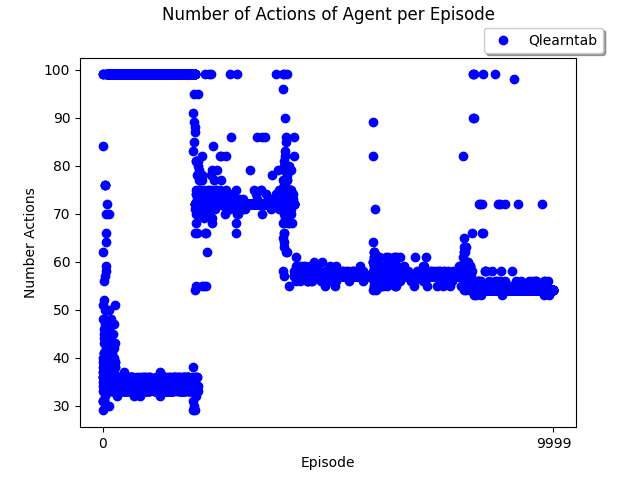 Number of Actions of Agent per Episode
Qlearntab
100
90
80
70
60
50
40
30
Number Actions
0
9999
Episode